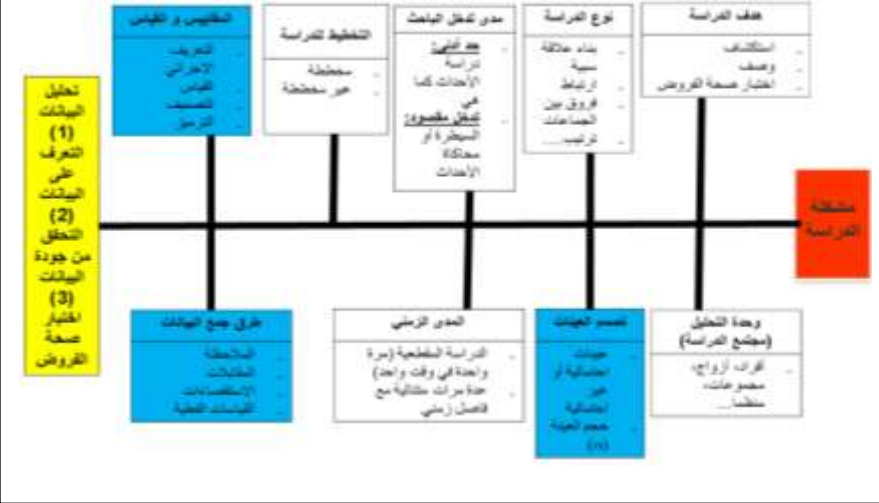 هدف الدراسة
- استكشاف
- وصف
- اختبار صحة الفروض
نوع الدراسة
- بناء علاقة
سببية
- ارتباط
- فروق بين
الجماعات
- ترتيب....
مدى تدخل الباحث
- حد أدنى:
دراسة
الأحداث كما
هي
- تدخل مقصود:
السيطرة أو
محاكاة
الأحداث
التخطيط للدراسة
- مخططة
- غير مخططة
المقاييس و القياس
- التعريف
الاجرائي
- القياس
- التصنيف
- الترميز
مشكلة
الدراسة
تحليل
البيانات
(1)
التعرف
على
البيانات
(2)
التحقق
من جودة
البيانات
(3)
اختبار
صحة
الفروض
وحدة التحليل
(مجتمع الدراسة)
- أفراد، أزواج،
مجموعات،
منظما...
تصميم العينات
- عينات
احتمالية أو
غير
احتمالية
- حجم العينة
(n)
المدى الزمني
- الدراسة المقطعية (مرة
واحدة في وقت واحد)
- عدة مرات متتالية مع
فاصل زمني
طرق جمع البيانات
- الملاحظة
- المقابلات
- الاستقصاءات
- القياسات الفعلية